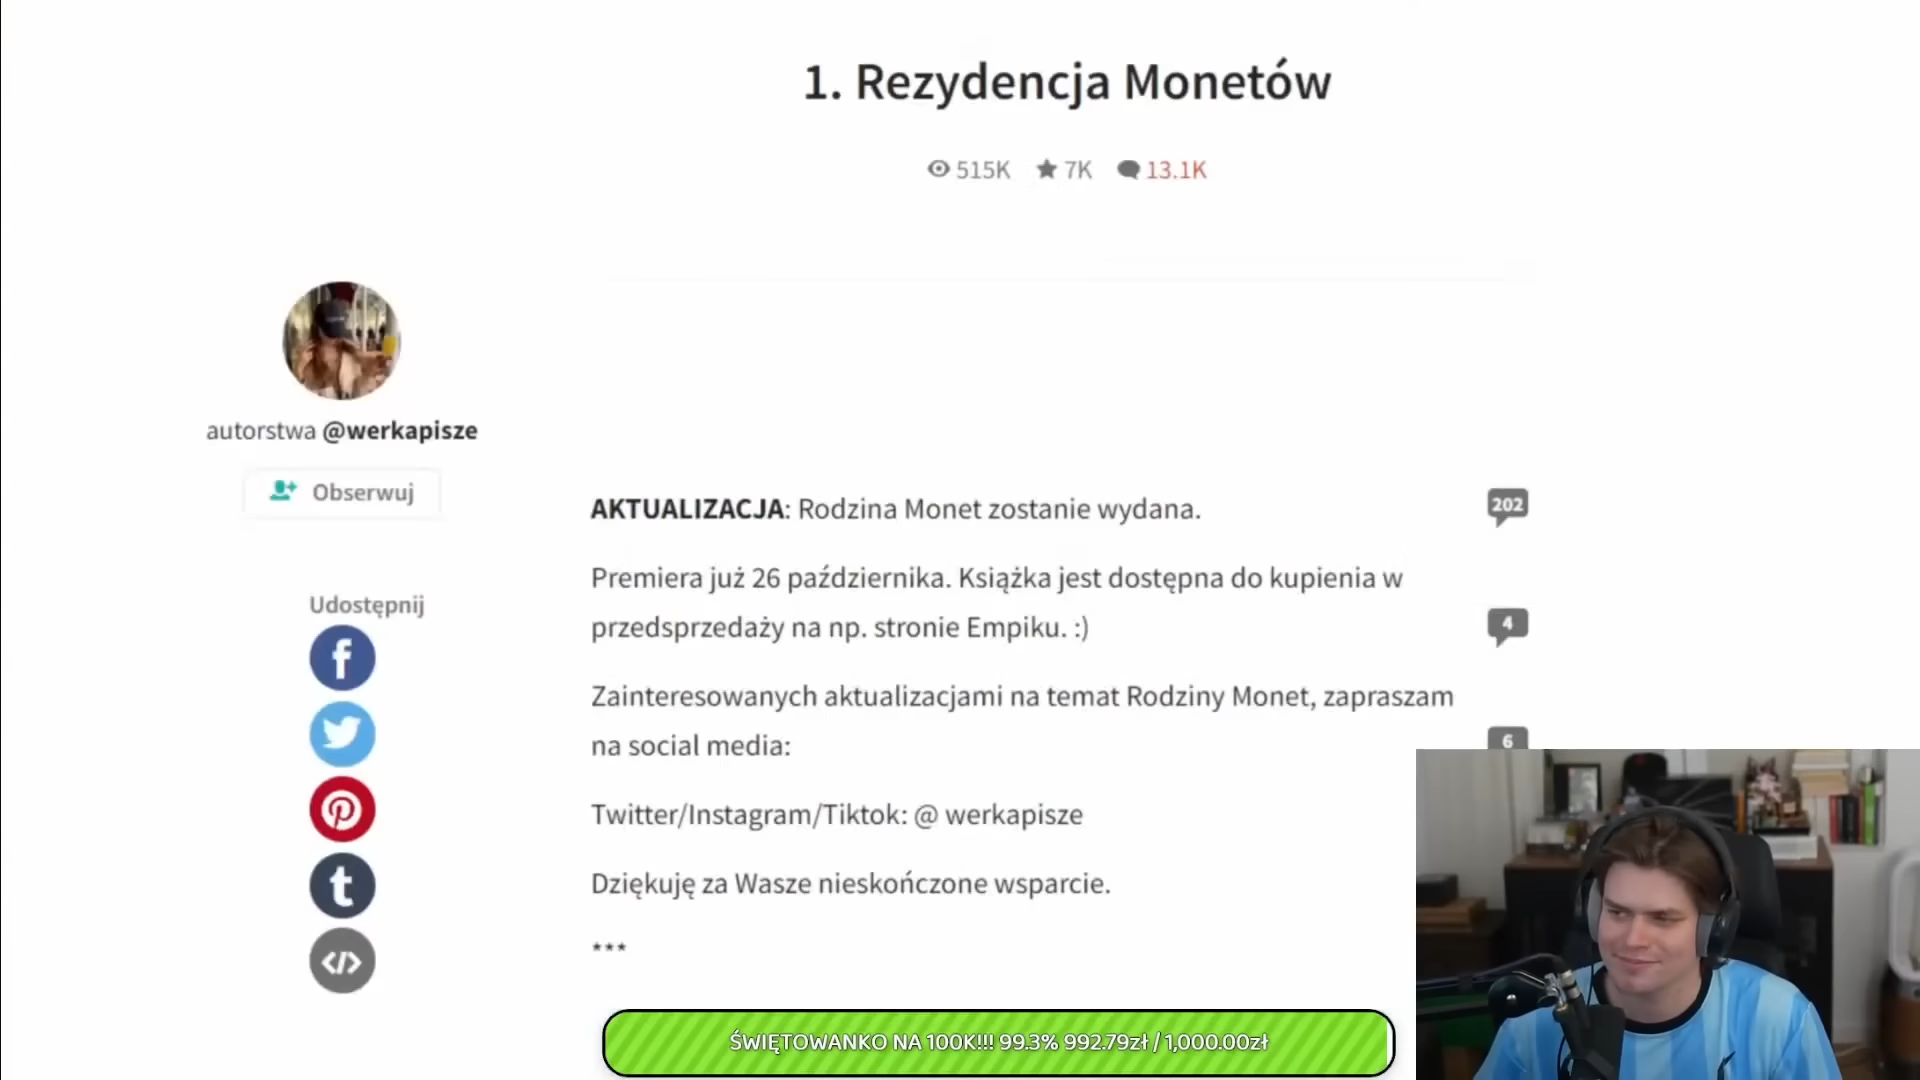 1. Rezydencja Monetów
515K 7K 13.1K
autorstwa @werkapisze
Obserwuj
Udostępnij
AKTUALIZACJA: Rodzina Monet zostanie wydana.
202
Premiera już 26 października. Książka jest dostępna do kupienia w
przedsprzedaży na np. stronie Empiku. :)
4
Zainteresowanych aktualizacjami na temat Rodziny Monet, zapraszam
na social media:
6
Twitter/Instagram/Tiktok: @ werkapisze
Dziękuję za Wasze nieskończone wsparcie.
***
ŚWIĘTOWANKO NA 100K!!! 99.3% 992.79zł / 1,000.00zł